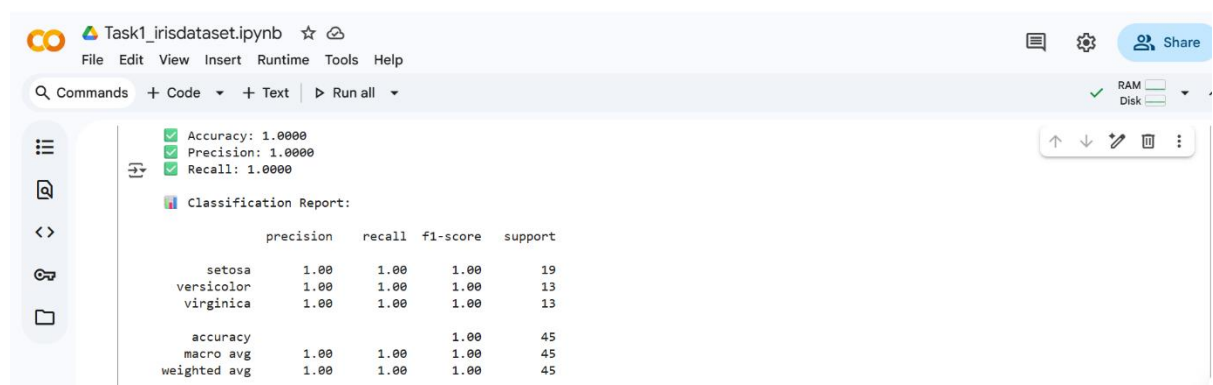 Task1_irisdataset.ipynb
File Edit View Insert Runtime Tools Help
Share
Commands + Code + Text Run all
RAM
Disk
✅ Accuracy: 1.0000
✅ Precision: 1.0000
✅ Recall: 1.0000
📊 Classification Report:
precision recall f1-score support
setosa 1.00 1.00 1.00 19
versicolor 1.00 1.00 1.00 13
virginica 1.00 1.00 1.00 13
accuracy 1.00 45
macro avg 1.00 1.00 1.00 45
weighted avg 1.00 1.00 1.00 45